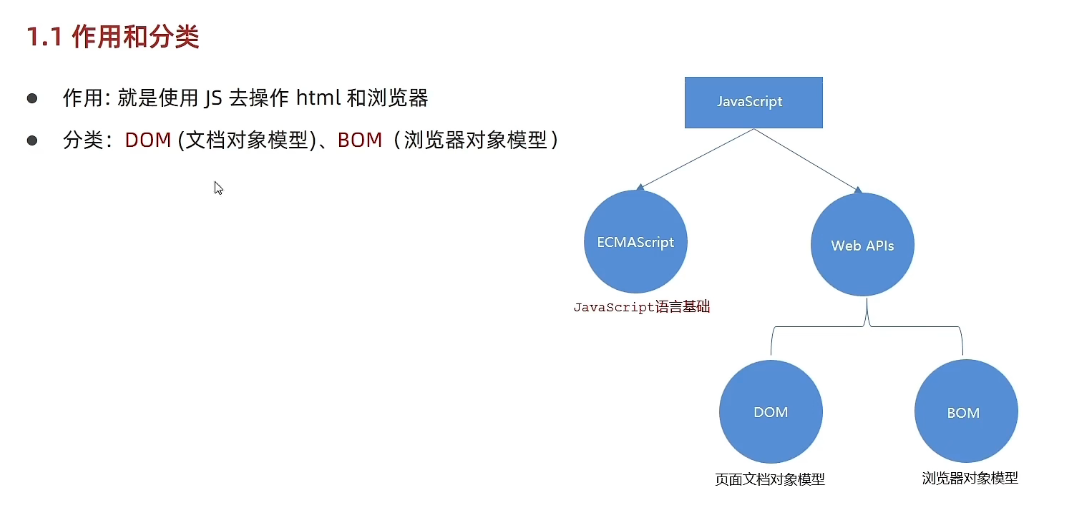 1.1 作用和分类
作用: 就是使用 JS 去操作 html 和浏览器
分类：DOM (文档对象模型)、BOM（浏览器对象模型）
JavaScript
ECMAScript
Web APIs
JavaScript语言基础
DOM
BOM
页面文档对象模型
浏览器对象模型